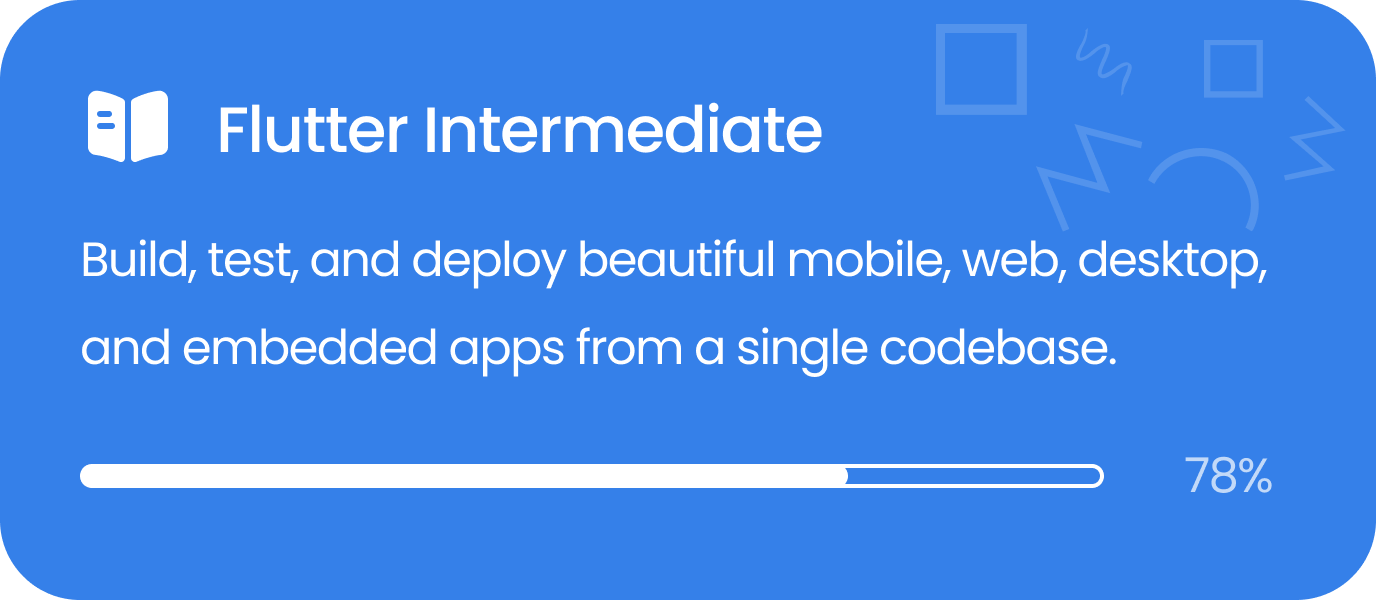 Flutter Intermediate
Build, test, and deploy beautiful mobile, web, desktop,
and embedded apps from a single codebase.
78%